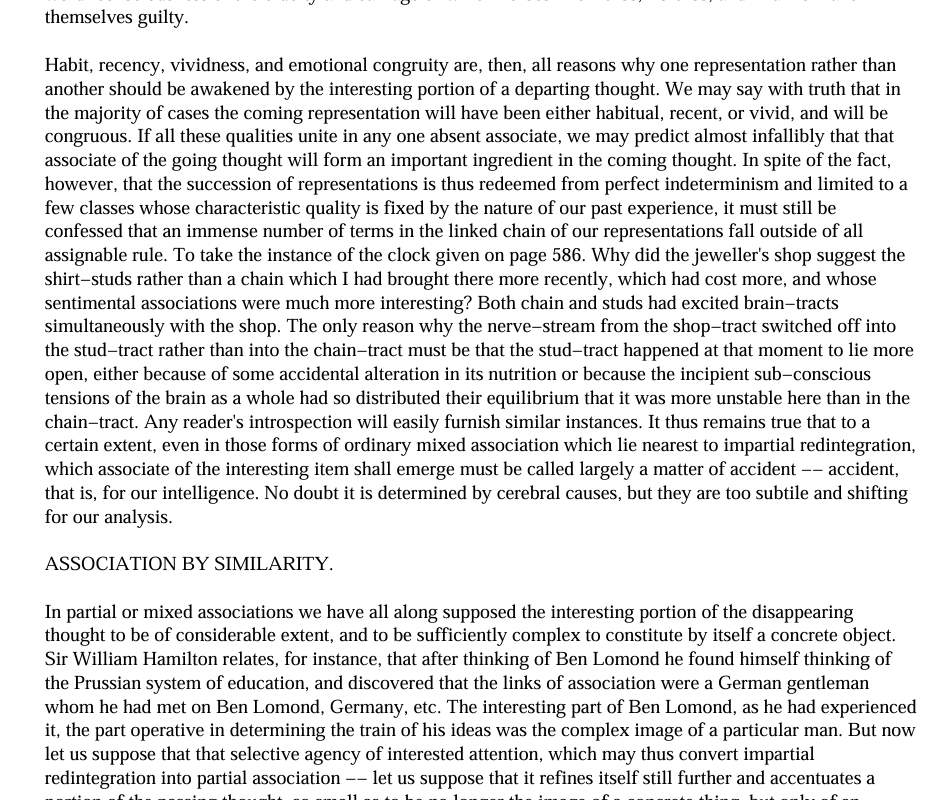 themselves guilty.
Habit, recency, vividness, and emotional congruity are, then, all reasons why one representation rather than
another should be awakened by the interesting portion of a departing thought. We may say with truth that in
the majority of cases the coming representation will have been either habitual, recent, or vivid, and will be
congruous. If all these qualities unite in any one absent associate, we may predict almost infallibly that that
associate of the going thought will form an important ingredient in the coming thought. In spite of the fact,
however, that the succession of representations is thus redeemed from perfect indeterminism and limited to a
few classes whose characteristic quality is fixed by the nature of our past experience, it must still be
confessed that an immense number of terms in the linked chain of our representations fall outside of all
assignable rule. To take the instance of the clock given on page 586. Why did the jeweller's shop suggest the
shirt−studs rather than a chain which I had brought there more recently, which had cost more, and whose
sentimental associations were much more interesting? Both chain and studs had excited brain−tracts
simultaneously with the shop. The only reason why the nerve−stream from the shop−tract switched off into
the stud−tract rather than into the chain−tract must be that the stud−tract happened at that moment to lie more
open, either because of some accidental alteration in its nutrition or because the incipient sub−conscious
tensions of the brain as a whole had so distributed their equilibrium that it was more unstable here than in the
chain−tract. Any reader's introspection will easily furnish similar instances. It thus remains true that to a
certain extent, even in those forms of ordinary mixed association which lie nearest to impartial redintegration,
which associate of the interesting item shall emerge must be called largely a matter of accident −− accident,
that is, for our intelligence. No doubt it is determined by cerebral causes, but they are too subtile and shifting
for our analysis.
ASSOCIATION BY SIMILARITY.
In partial or mixed associations we have all along supposed the interesting portion of the disappearing
thought to be of considerable extent, and to be sufficiently complex to constitute by itself a concrete object.
Sir William Hamilton relates, for instance, that after thinking of Ben Lomond he found himself thinking of
the Prussian system of education, and discovered that the links of association were a German gentleman
whom he had met on Ben Lomond, Germany, etc. The interesting part of Ben Lomond, as he had experienced
it, the part operative in determining the train of his ideas was the complex image of a particular man. But now
let us suppose that that selective agency of interested attention, which may thus convert impartial
redintegration into partial association −− let us suppose that it refines itself still further and accentuates a